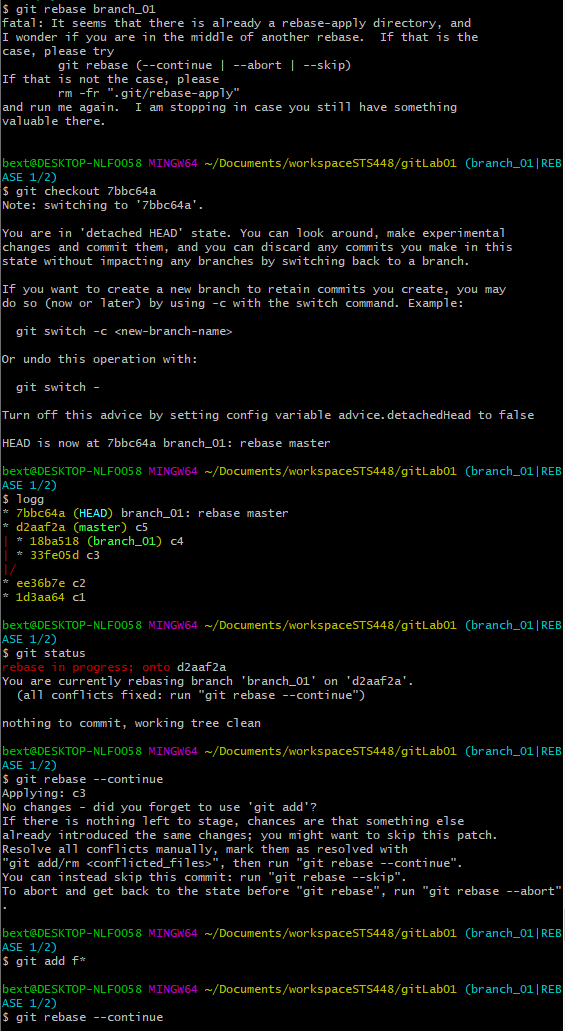 $ git rebase branch_01
fatal: It seems that there is already a rebase-apply directory, and
I wonder if you are in the middle of another rebase.  If that is the
case, please try
        git rebase (--continue | --abort | --skip)
If that is not the case, please
        rm -fr ".git/rebase-apply"
and run me again.  I am stopping in case you still have something
valuable there.
bext@DESKTOP-NLFOO58 MINGW64 ~/Documents/workspaceSTS448/gitLab01 (branch_01|REB
ASE 1/2)
$ git checkout 7bbc64a
Note: switching to '7bbc64a'.
You are in 'detached HEAD' state. You can look around, make experimental
changes and commit them, and you can discard any commits you make in this
state without impacting any branches by switching back to a branch.
If you want to create a new branch to retain commits you create, you may
do so (now or later) by using -c with the switch command. Example:
  git switch -c <new-branch-name>
Or undo this operation with:
  git switch -
Turn off this advice by setting config variable advice.detachedHead to false
HEAD is now at 7bbc64a branch_01: rebase master
bext@DESKTOP-NLFOO58 MINGW64 ~/Documents/workspaceSTS448/gitLab01 (branch_01|REB
ASE 1/2)
$ logg
* 7bbc64a (HEAD) branch_01: rebase master
* d2aaf2a (master) c5
| * 18ba518 (branch_01) c4
| * 33fe05d c3
|/
* ee36b7e c2
* 1d3aa64 c1
bext@DESKTOP-NLFOO58 MINGW64 ~/Documents/workspaceSTS448/gitLab01 (branch_01|REB
ASE 1/2)
$ git status
rebase in progress; onto d2aaf2a
You are currently rebasing branch 'branch_01' on 'd2aaf2a'.
  (all conflicts fixed: run "git rebase --continue")
nothing to commit, working tree clean
bext@DESKTOP-NLFOO58 MINGW64 ~/Documents/workspaceSTS448/gitLab01 (branch_01|REB
ASE 1/2)
$ git rebase --continue
Applying: c3
No changes - did you forget to use 'git add'?
If there is nothing left to stage, chances are that something else
already introduced the same changes; you might want to skip this patch.
Resolve all conflicts manually, mark them as resolved with
"git add/rm <conflicted_files>", then run "git rebase --continue".
You can instead skip this commit: run "git rebase --skip".
To abort and get back to the state before "git rebase", run "git rebase --abort"
.
bext@DESKTOP-NLFOO58 MINGW64 ~/Documents/workspaceSTS448/gitLab01 (branch_01|REB
ASE 1/2)
$ git add f*
bext@DESKTOP-NLFOO58 MINGW64 ~/Documents/workspaceSTS448/gitLab01 (branch_01|REB
ASE 1/2)
$ git rebase --continue